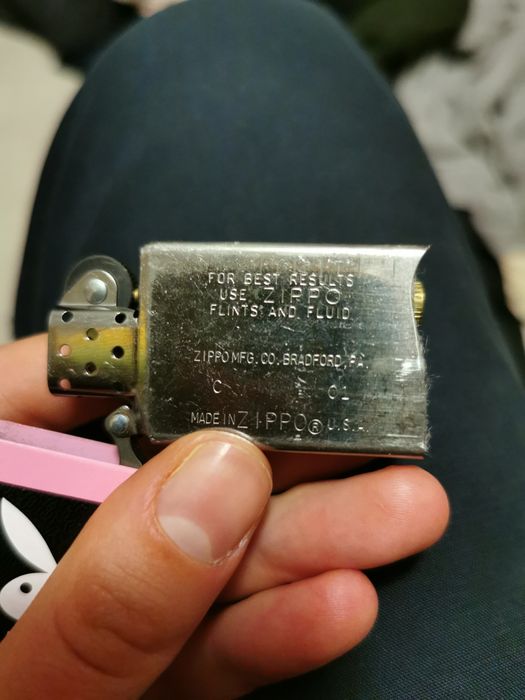 FOR BEST RESULTS
USE ZIPPO
FLINTS AND FLUID
ZIPPO MFG. CO. BRADFORD, PA.
C
MADE IN ZIPPO® U.S.A.